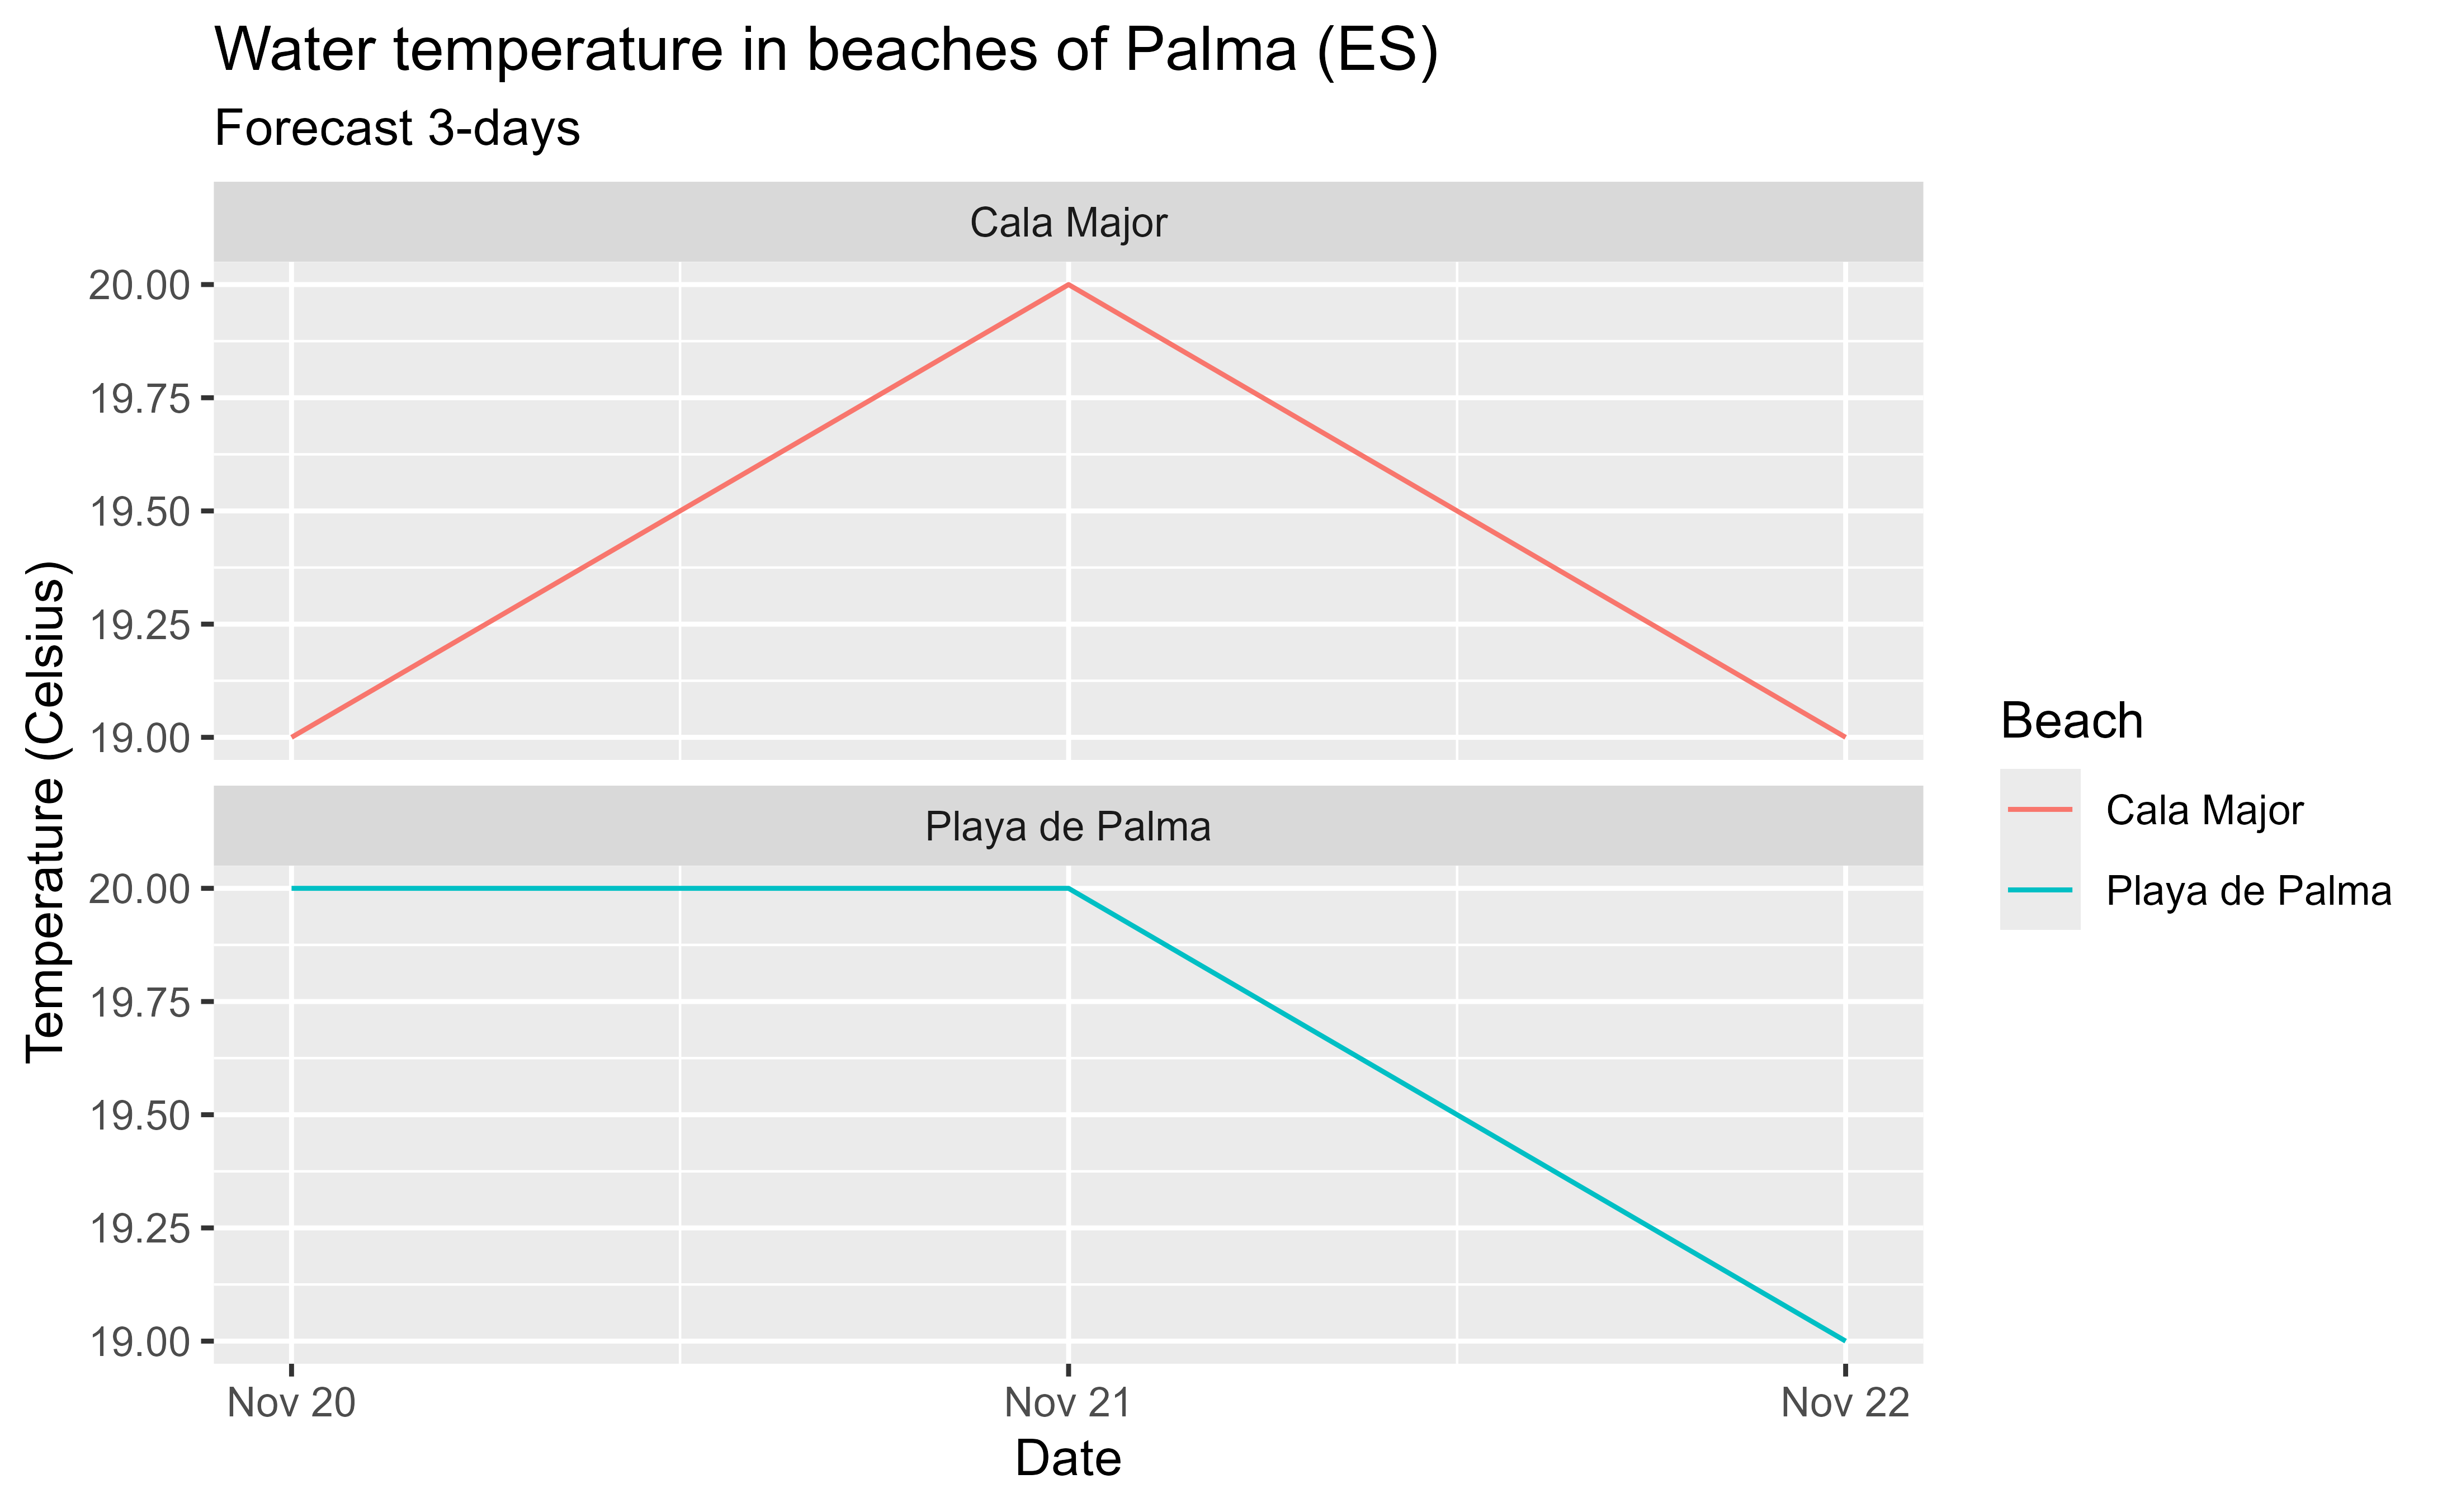 Water temperature in beaches of Palma (ES)
Forecast 3-days
Cala Major
20.00
19.75
19.50
19.25
19.00
Playa de Palma
20.00
19.75
19.50
19.25
19.00
Temperature (Celsius)
Nov 20
Nov 21
Nov 22
Date
Beach
Cala Major
Playa de Palma